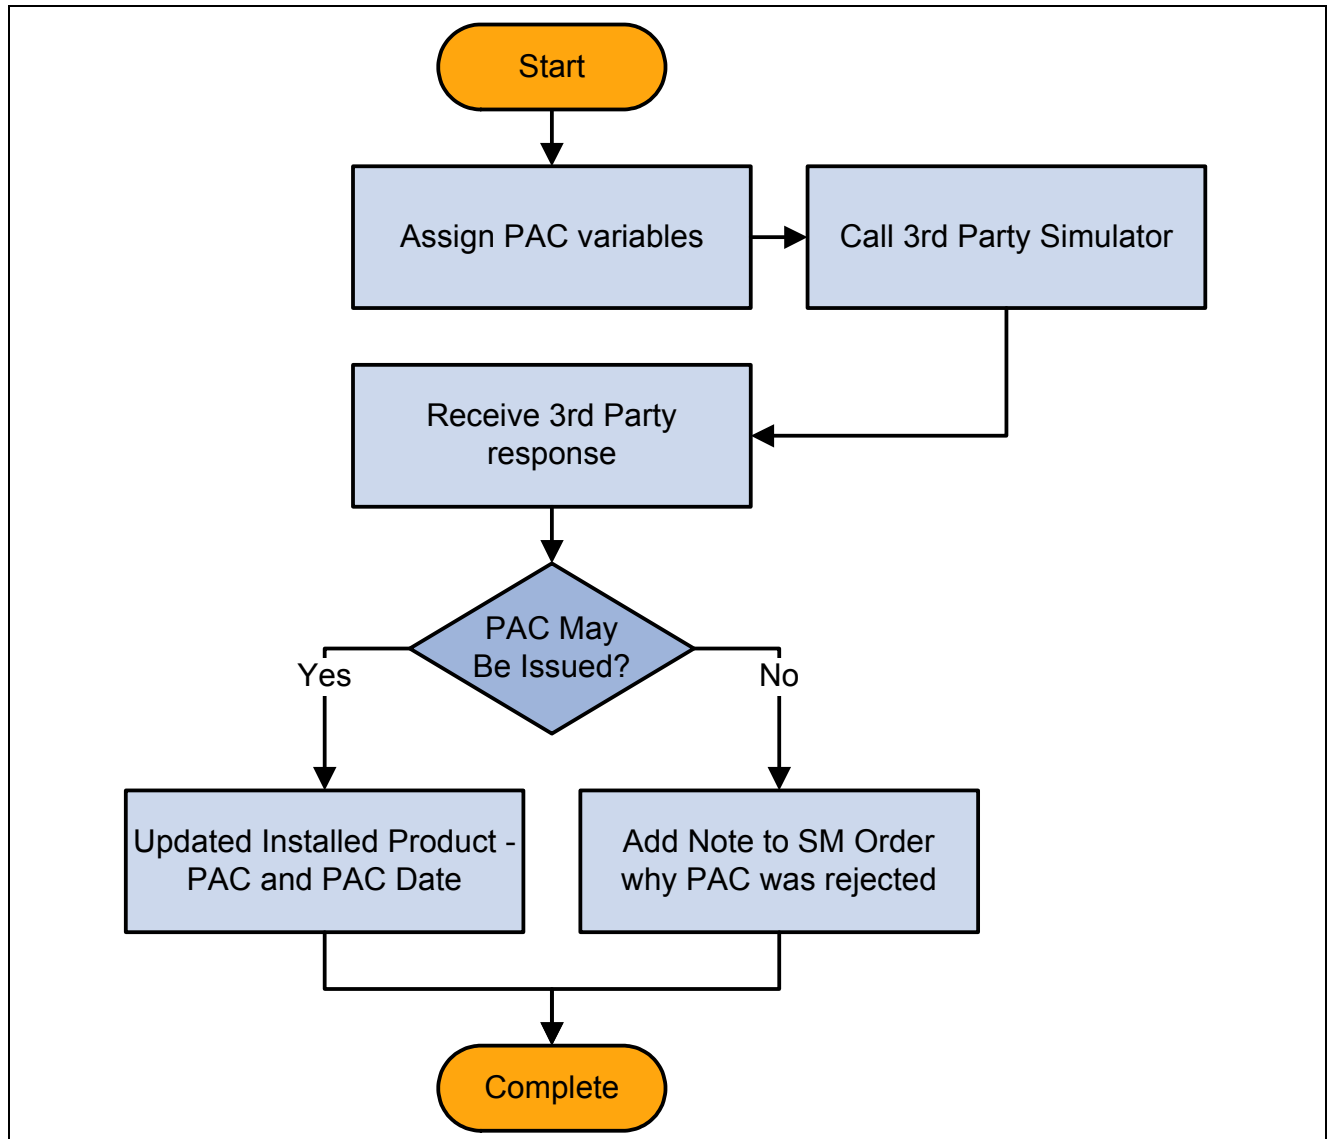 Start
Assign PAC variables
Call 3rd Party Simulator
Receive 3rd Party
response
PAC May
Be Issued?
Yes
No
Updated Installed Product -
PAC and PAC Date
Add Note to SM Order
why PAC was rejected
Complete